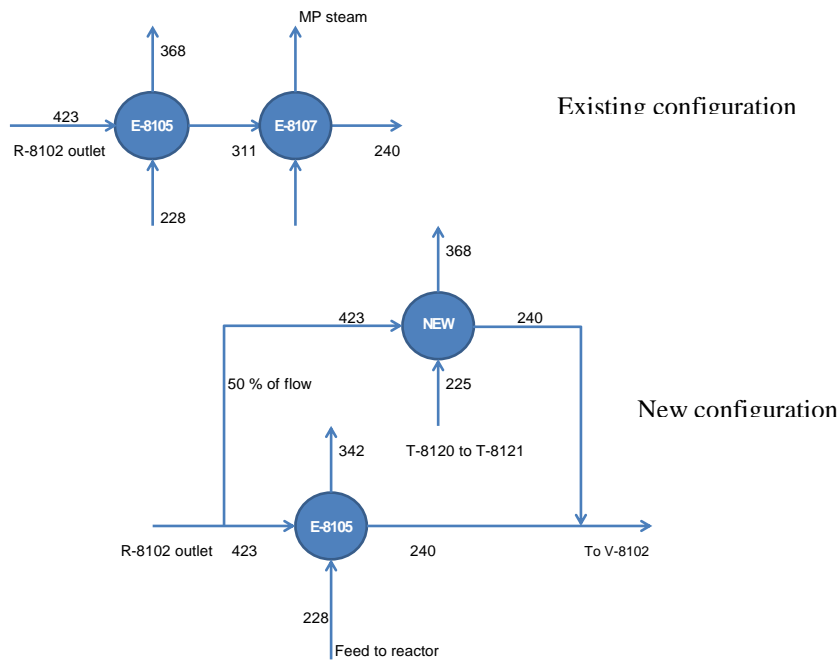 MP steam
368
423
E-8105
E-8107
Existing configuration
R-8102 outlet
311
240
228
368
423
NEW
240
50 % of flow
225
New configuration
342
T-8120 to T-8121
E-8105
R-8102 outlet
423
240
To V-8102
228
Feed to reactor